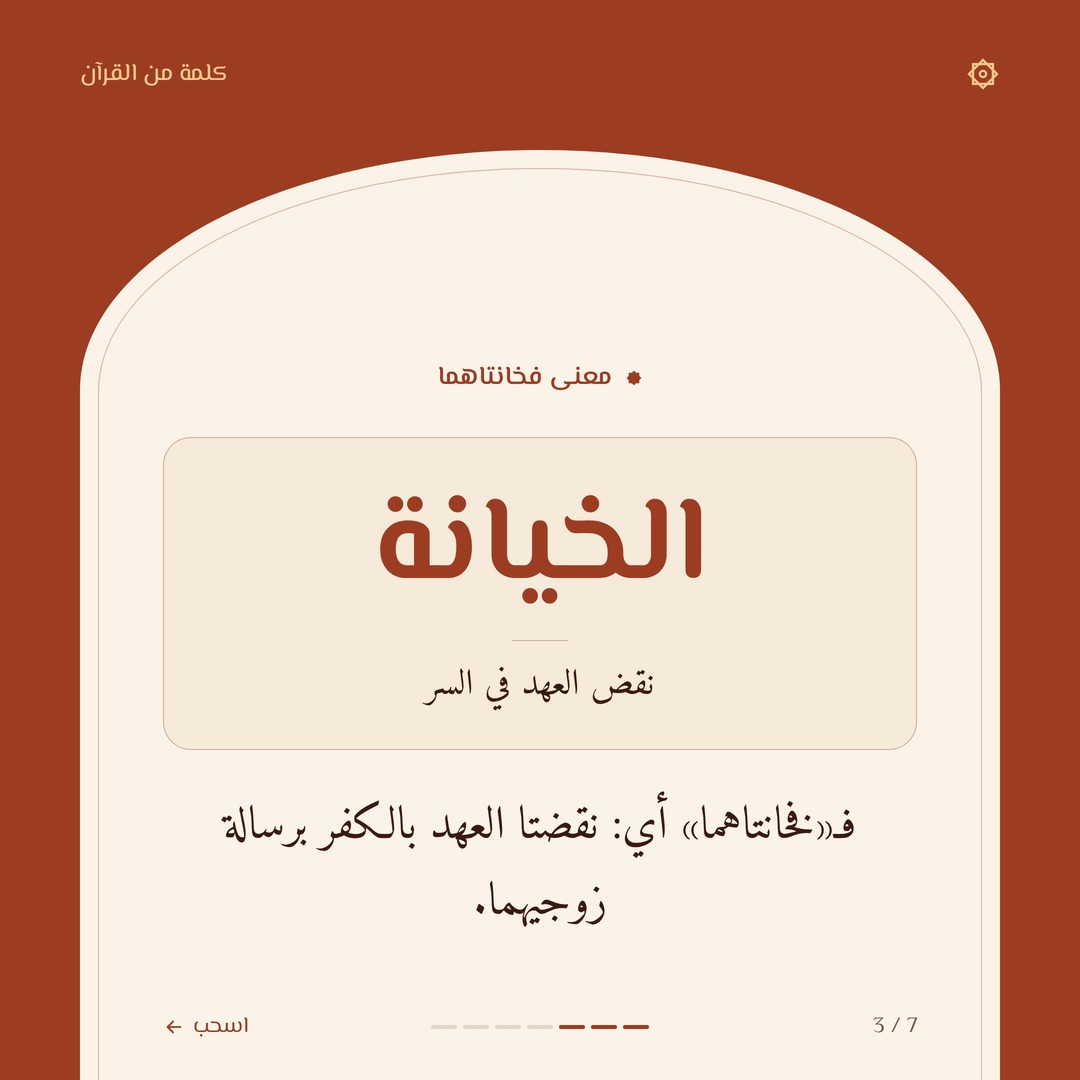 كلمة من القرآن
معنى فخانتاهما
الخيانة
نقض العهد في السر
فـ«فخانتاهما» أي: نقضتا العهد بالكفر برسالة
زوجيهما.
3 / 7
اسحب ←